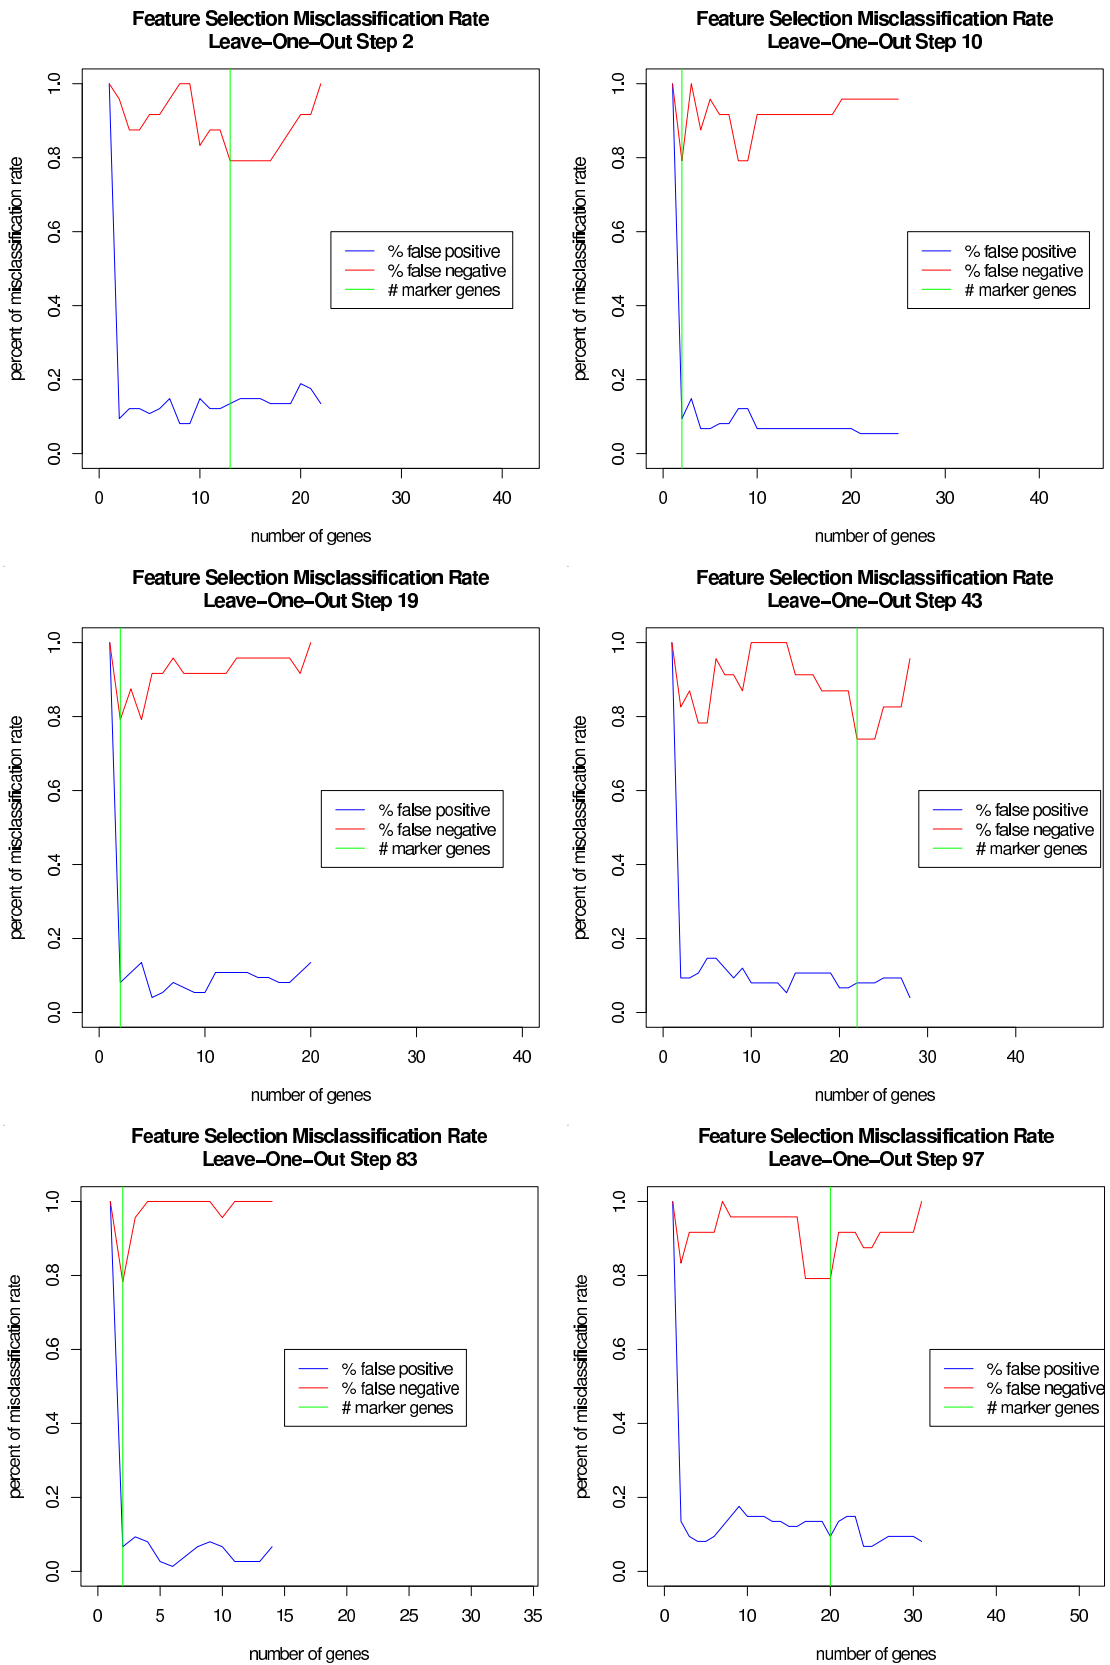 Feature Selection Misclassification Rate
Leave−One−Out Step 2
percent of misclassification rate
1.0
0.8
0.6
0.4
0.2
0.0
% false positive
% false negative
# marker genes
0 10 20 30 40
number of genes
Feature Selection Misclassification Rate
Leave−One−Out Step 10
percent of misclassification rate
1.0
0.8
0.6
0.4
0.2
0.0
% false positive
% false negative
# marker genes
0 10 20 30 40
number of genes
Feature Selection Misclassification Rate
Leave−One−Out Step 19
percent of misclassification rate
1.0
0.8
0.6
0.4
0.2
0.0
% false positive
% false negative
# marker genes
0 10 20 30 40
number of genes
Feature Selection Misclassification Rate
Leave−One−Out Step 43
percent of misclassification rate
1.0
0.8
0.6
0.4
0.2
0.0
% false positive
% false negative
# marker genes
0 10 20 30 40
number of genes
Feature Selection Misclassification Rate
Leave−One−Out Step 83
percent of misclassification rate
1.0
0.8
0.6
0.4
0.2
0.0
% false positive
% false negative
# marker genes
0 5 10 15 20 25 30 35
number of genes
Feature Selection Misclassification Rate
Leave−One−Out Step 97
percent of misclassification rate
1.0
0.8
0.6
0.4
0.2
0.0
% false positive
% false negative
# marker genes
0 10 20 30 40 50
number of genes